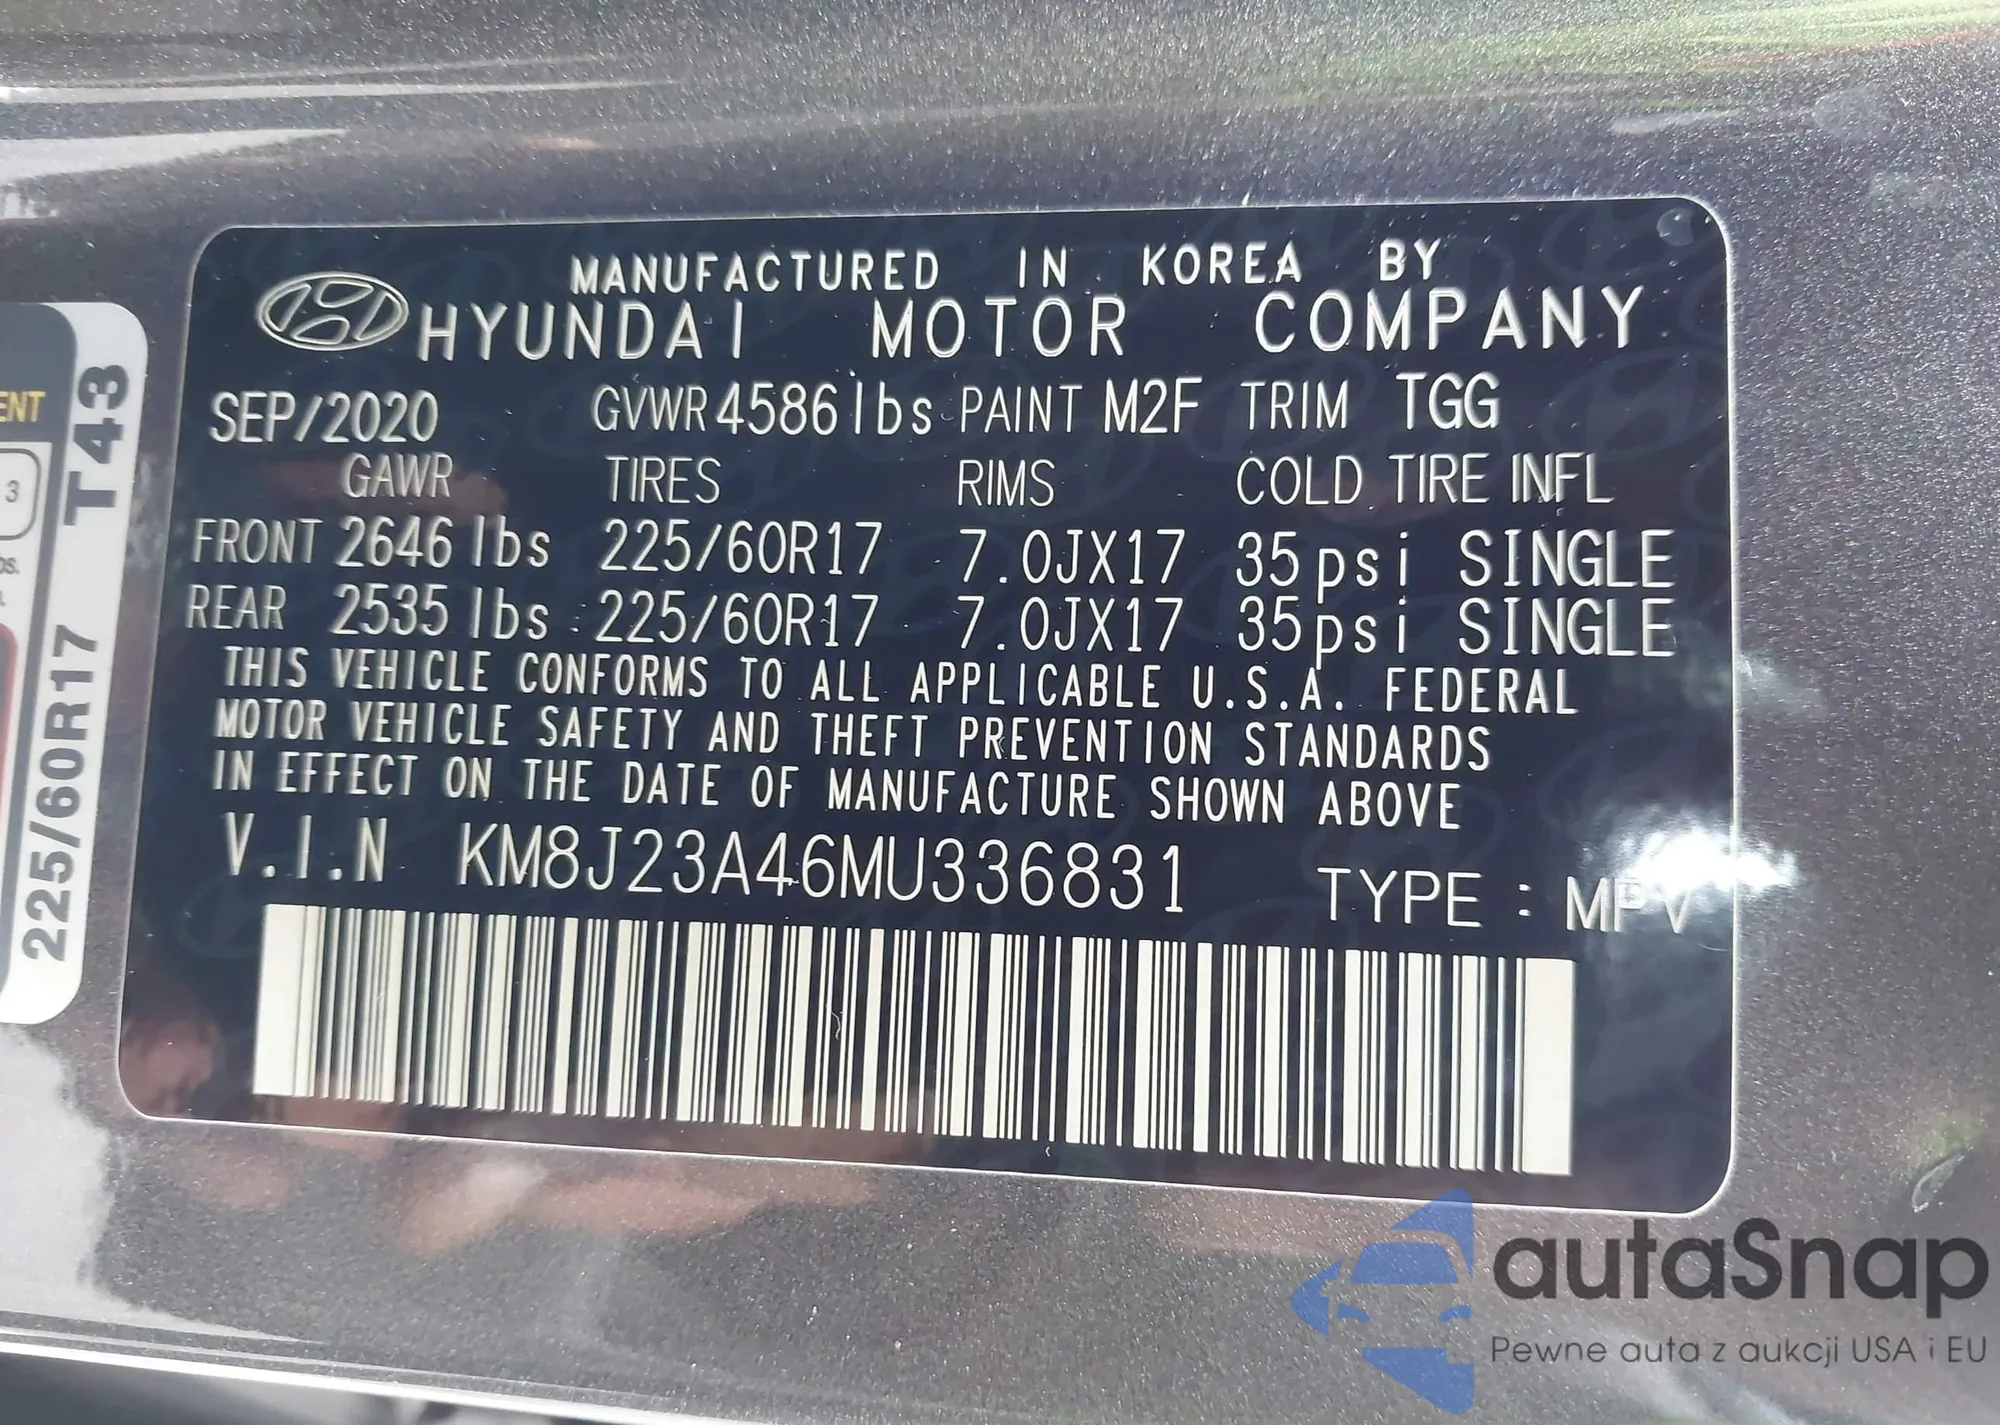 MANUFACTURED IN KOREA BY
HYUNDAI MOTOR COMPANY
SEP/2020 GVWR 4586 lbs PAINT M2F TRIM TGG
GAWR TIRES RIMS COLD TIRE INFL
FRONT 2646 lbs 225/60R17 7.0JX17 35psi SINGLE
REAR 2535 lbs 225/60R17 7.0JX17 35psi SINGLE
THIS VEHICLE CONFORMS TO ALL APPLICABLE U.S.A. FEDERAL
MOTOR VEHICLE SAFETY AND THEFT PREVENTION STANDARDS
IN EFFECT ON THE DATE OF MANUFACTURE SHOWN ABOVE
V.I.N KM8J23A46MU336831 TYPE : MPV
225/60R17 T43
3
autaSnap
Pewne auta z aukcji USA i EU